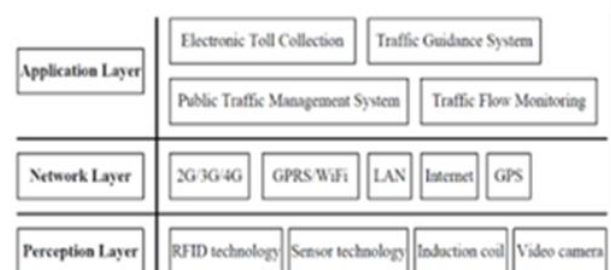 Electronic Toll Collection Traffic Guidance System
Application Layer
Public Traffic Management System Traffic Flow Monitoring
Network Layer 2G/3G/4G GPRS/WiFi LAN Internet GPS
Perception Layer RFID technology Sensor technology Induction coil Video camera